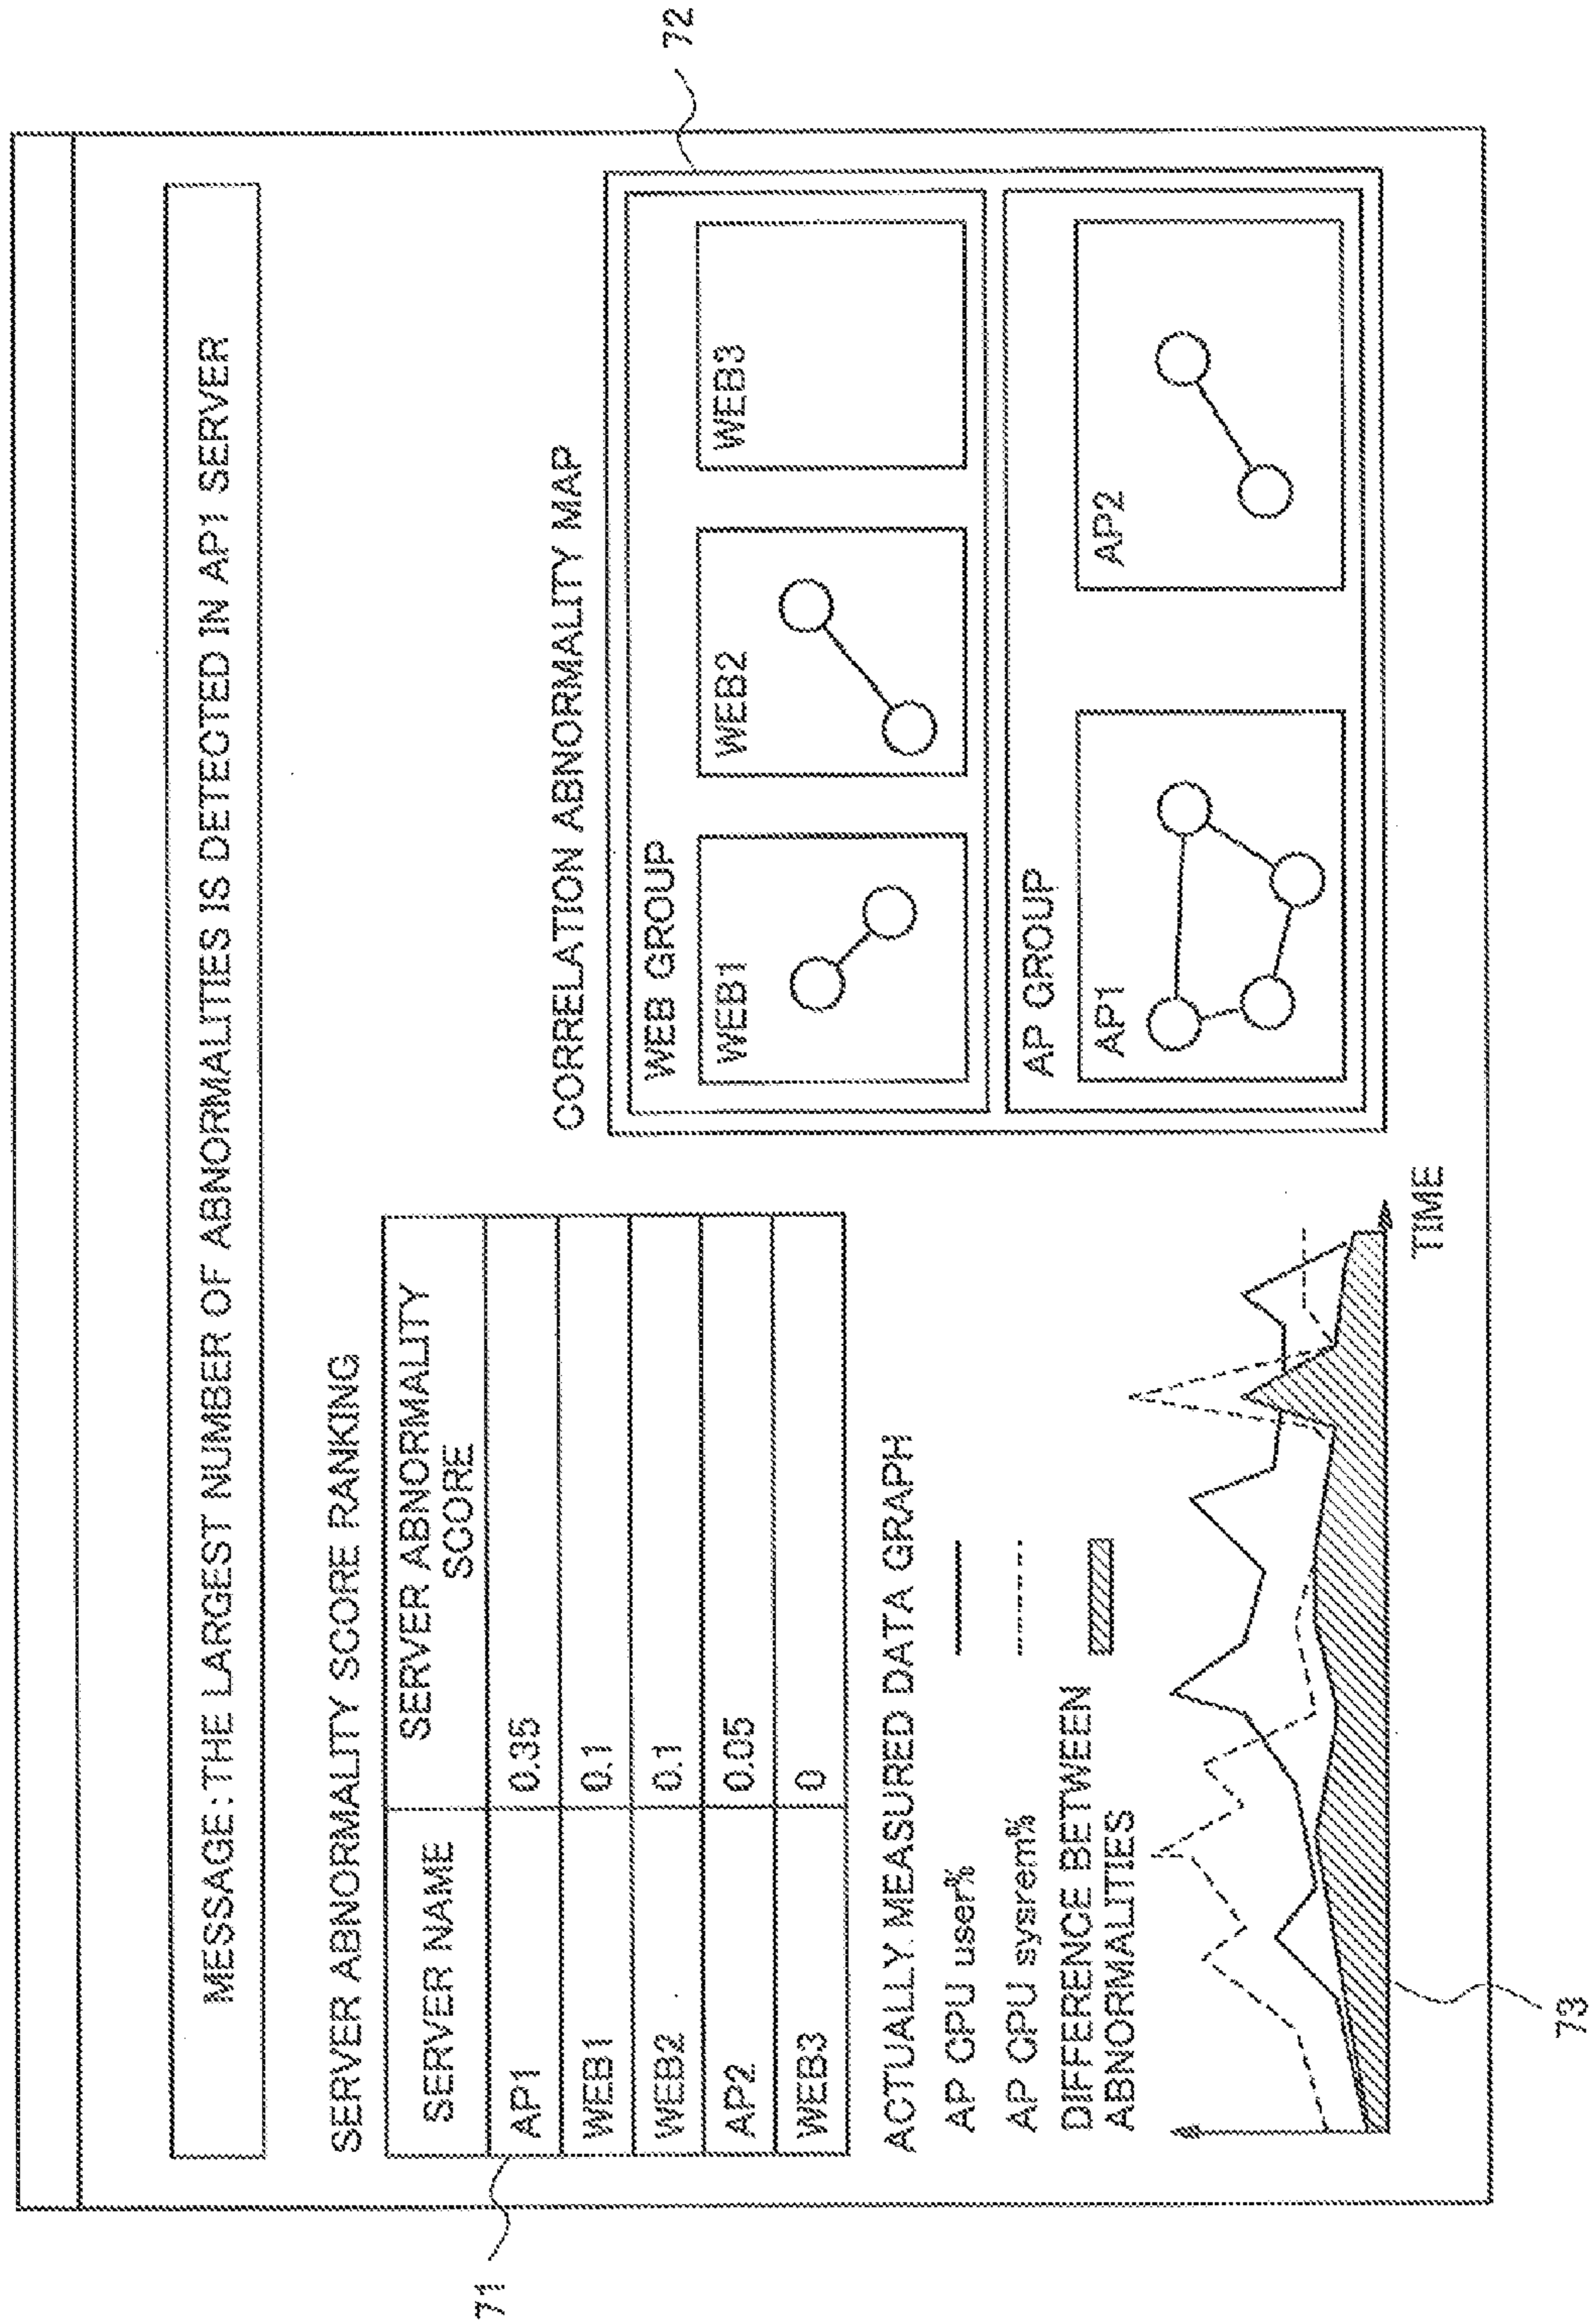 MESSAGE:THE LARGEST NUMBER OF ABNORMALITIES IS DETECTED IN AP1 SERVER
SERVER ABNORMALITY SCORE RANKING
SERVER NAME
SERVER ABNORMALITY
SCORE
AP1 0.35
WEB1 0.1
WEB2 0.1
AP2 0.05
WEB3 0
71
ACTUALLY MEASURED DATA GRAPH
AP CPU user%
AP CPU sysrem%
DIFFERENCE BETWEEN
ABNORMALITIES
TIME
73
CORRELATION ABNORMALITY MAP
72
WEB GROUP
WEB1
WEB2
WEB3
AP GROUP
AP1
AP2